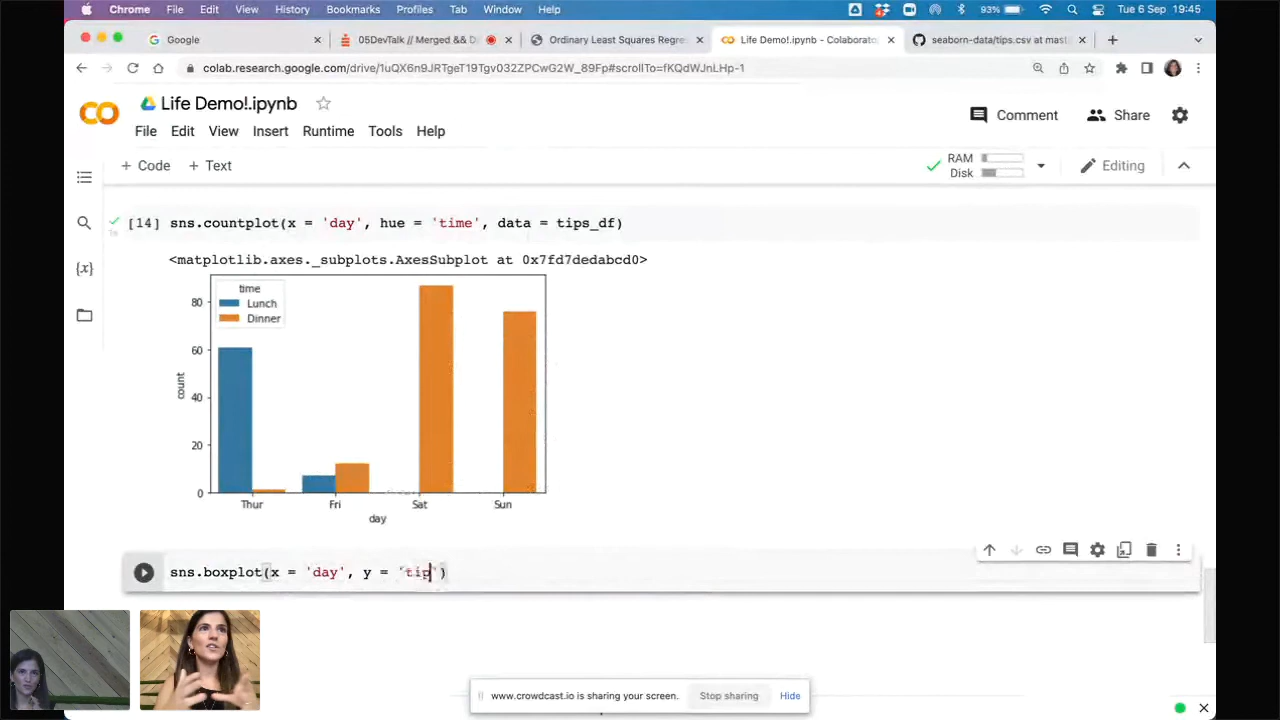 Chrome File Edit View History Bookmarks Profiles Tab Window Help 93% Tue 6 Sep. 19:45
Google 05DevTalk // Merged && D Ordinary Least Squares Regre Life Demo!.ipynb - Colaborato seaborn-data/tips.csv at mast
colab.research.google.com/drive/1uQX6n9JRTgeT19Tgv032ZPCwG2W_89Fp#scrollTo=fKQdWJnLHp-1
CO Life Demo!.ipynb
Comment Share
File Edit View Insert Runtime Tools Help
+ Code + Text
RAM
Disk
Editing
[14] sns.countplot(x = 'day', hue = 'time', data = tips_df)
1s
{x}
<matplotlib.axes._subplots.AxesSubplot at 0x7fd7dedabcd0>
time
Lunch
Dinner
80
60
40
20
0
count
Thur Fri Sat Sun
day
sns.boxplot(x = 'day', y = 'tip')
www.crowdcast.io is sharing your screen. Stop sharing Hide